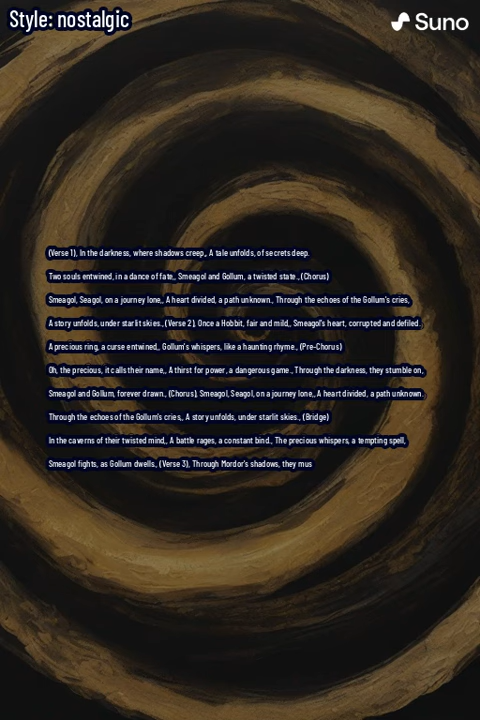 Style: nostalgic
Suno
(Verse 1), In the darkness, where shadows creep,, A tale unfolds, of secrets deep.
Two souls entwined, in a dance of fate,, Smeagol and Gollum, a twisted state., (Chorus)
Smeagol, Seagol, on a journey lone,, A heart divided, a path unknown., Through the echoes of the Gollum's cries,
A story unfolds, under starlit skies., (Verse 2), Once a Hobbit, fair and mild,, Smeagol's heart, corrupted and defiled.,
A precious ring, a curse entwined,, Gollum's whispers, like a haunting rhyme., (Pre-Chorus)
Oh, the precious, it calls their name,, A thirst for power, a dangerous game., Through the darkness, they stumble on,
Smeagol and Gollum, forever drawn., (Chorus), Smeagol, Seagol, on a journey lone,, A heart divided, a path unknown.
Through the echoes of the Gollum's cries,, A story unfolds, under starlit skies., (Bridge)
In the caverns of their twisted mind,, A battle rages, a constant bind., The precious whispers, a tempting spell,
Smeagol fights, as Gollum dwells., (Verse 3), Through Mordor's shadows, they mus